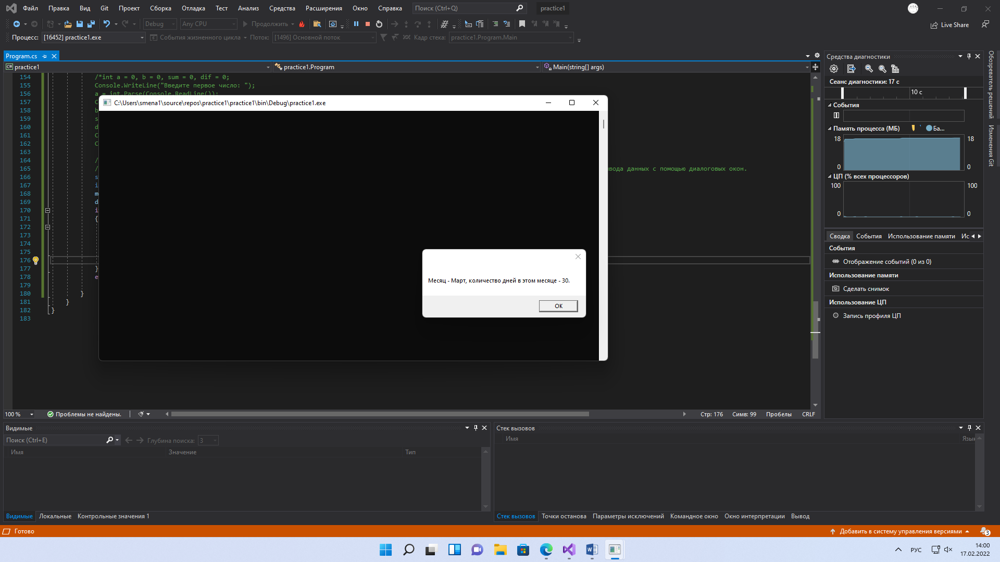 Файл Правка Вид Git Проект Сборка Отладка Тест Анализ Средства Расширения Окно Справка Поиск (Ctrl+Q) practice1
Debug Any CPU Продолжить Live Share
Процесс: [16452] practice1.exe События жизненного цикла Поток: [1496] Основной поток Кадр стека: practice1.Program.Main
Program.cs
C# practice1 practice1.Program Main(string[] args)
154 /*int a = 0, b = 0, sum = 0, dif = 0;
155 Console.WriteLine("Введите первое число: ");
156 a = int.Parse(Console.ReadLine());
157 C
158 b
159 s
160 d
161 C
162 C
163
164 /
165 / вода данных с помощью диалоговых окон.
166 s
167 i
168 m
169 d
170 i
171 {
172
173
174
175
176
177 }
178 e
179
180 }
181 }
182 }
183
C:\Users\smena1\source\repos\practice1\practice1\bin\Debug\practice1.exe
Месяц - Март, количество дней в этом месяце - 30.
OK
100 % Проблемы не найдены. Стр: 176 Симв: 99 Пробелы CRLF
Средства диагностики
Сеанс диагностики: 17 с
10 с
События
Память процесса (МБ) Ба...
18 18
0 0
ЦП (% всех процессоров)
100 100
0 0
Сводка События Использование памяти Ис
События
Отображение событий (0 из 0)
Использование памяти
Сделать снимок
Использование ЦП
Запись профиля ЦП
Обозреватель решений
Изменения Git
Видимые
Поиск (Ctrl+E) Глубина поиска: 3
Имя Значение Тип
Видимые Локальные Контрольные значения 1
Стек вызовов
Имя Язык
Стек вызовов Точки останова Параметры исключений Командное окно Окно интерпретации Вывод
Готово Добавить в систему управления версиями 3
РУС 14:00
17.02.2022